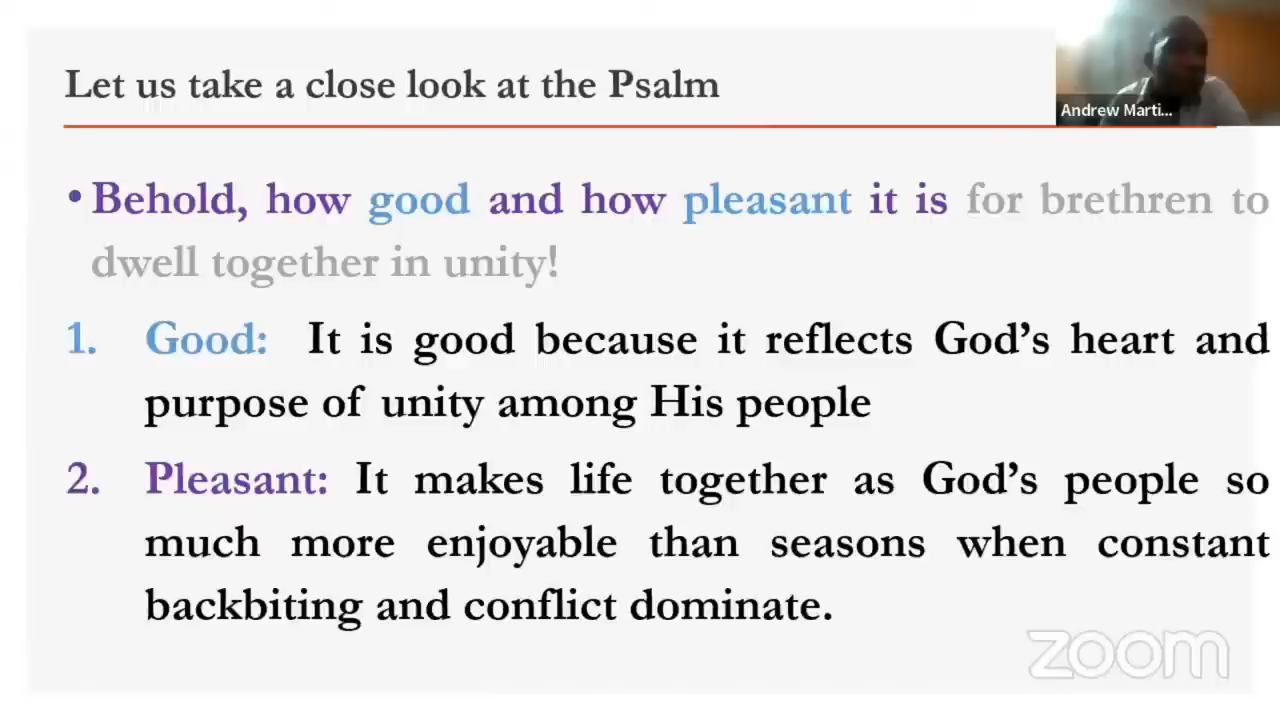 Let us take a close look at the Psalm
Andrew Marti...
•Behold, how good and how pleasant it is for brethren to
dwell together in unity!
1. Good: It is good because it reflects God’s heart and
purpose of unity among His people
2. Pleasant: It makes life together as God’s people so
much more enjoyable than seasons when constant
backbiting and conflict dominate.
zoom